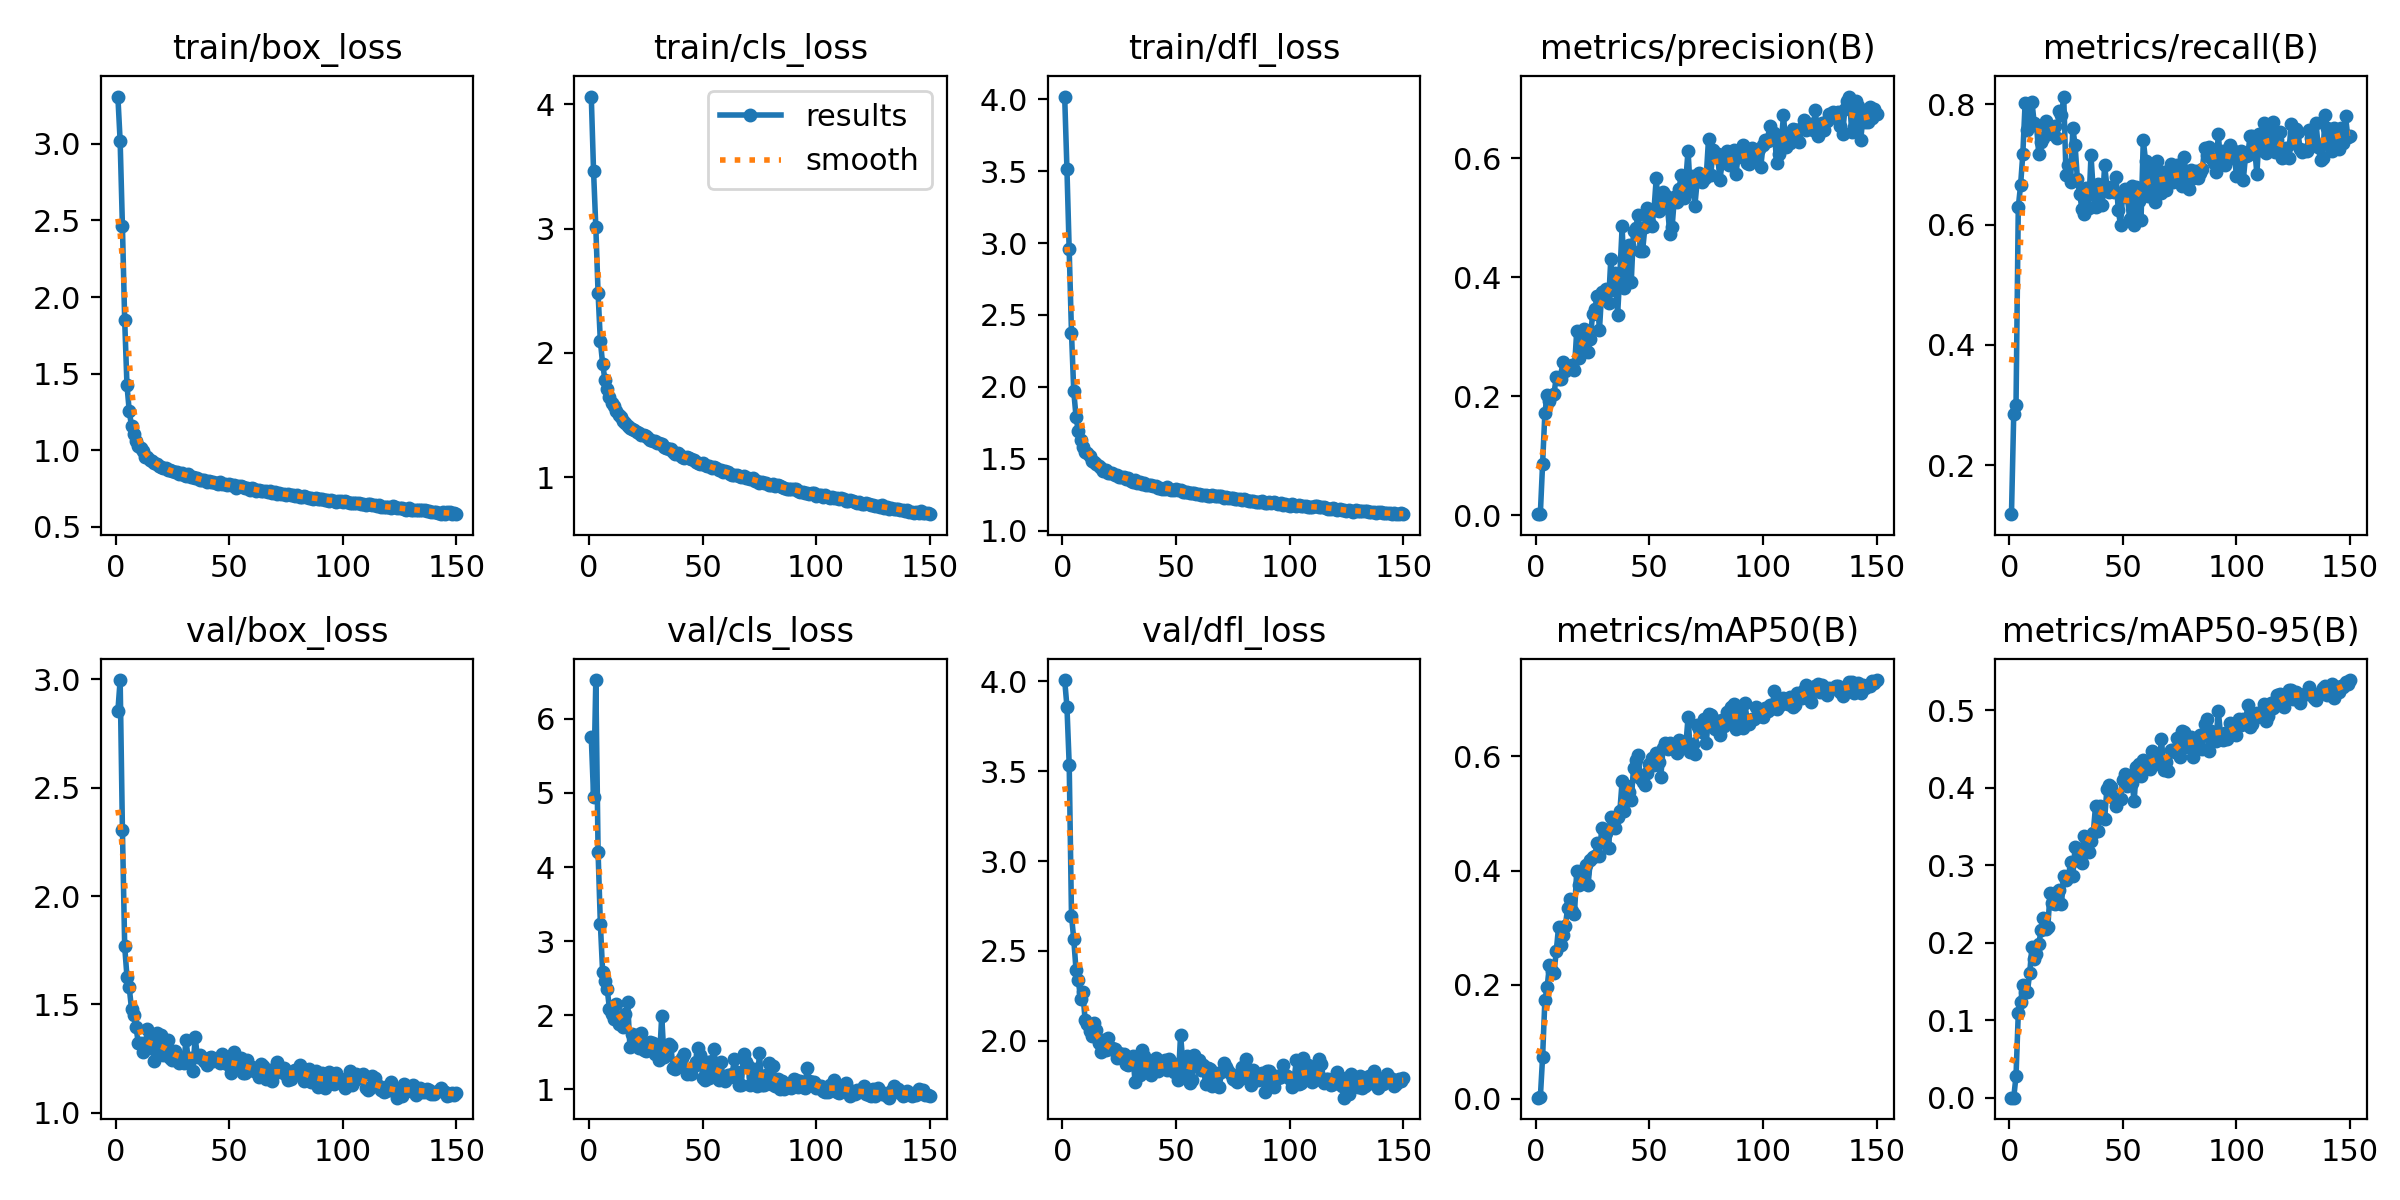 train/box_loss
3.0
2.5
2.0
1.5
1.0
0.5
0 50 100 150
train/cls_loss
results
smooth
4
3
2
1
0 50 100 150
train/dfl_loss
4.0
3.5
3.0
2.5
2.0
1.5
1.0
0 50 100 150
metrics/precision(B)
0.6
0.4
0.2
0.0
0 50 100 150
metrics/recall(B)
0.8
0.6
0.4
0.2
0 50 100 150
val/box_loss
3.0
2.5
2.0
1.5
1.0
0 50 100 150
val/cls_loss
6
5
4
3
2
1
0 50 100 150
val/dfl_loss
4.0
3.5
3.0
2.5
2.0
0 50 100 150
metrics/mAP50(B)
0.6
0.4
0.2
0.0
0 50 100 150
metrics/mAP50-95(B)
0.5
0.4
0.3
0.2
0.1
0.0
0 50 100 150